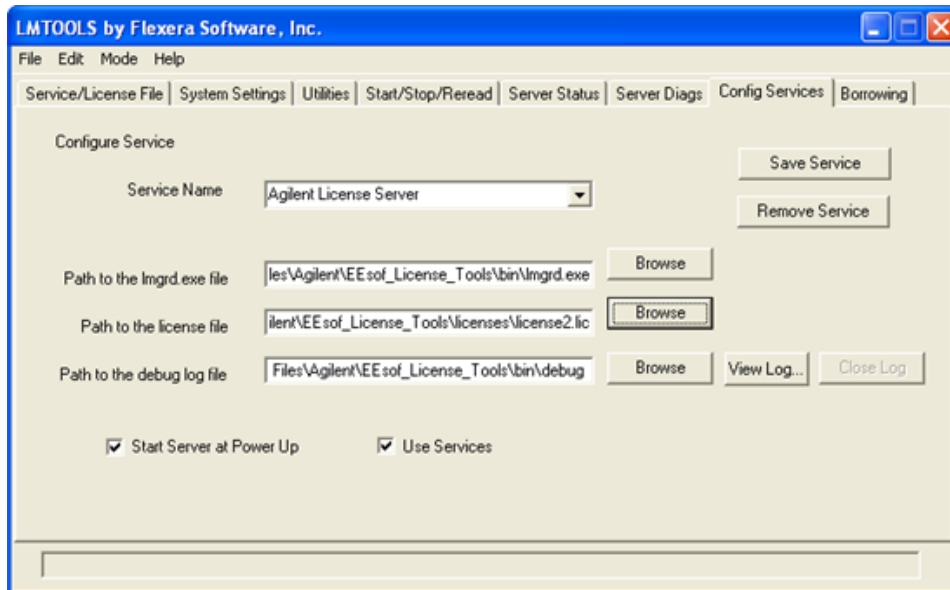 LMTOOLS by Flexera Software, Inc.
File Edit Mode Help
Service/License File System Settings Utilities Start/Stop/Reread Server Status Server Diags Config Services Borrowing
Configure Service
Save Service
Service Name Agilent License Server
Remove Service
Path to the lmgrd.exe file les\Agilent\EEsof_License_Tools\bin\lmgrd.exe Browse
Path to the license file ilent\EEsof_License_Tools\licenses\license2.lic Browse
Path to the debug log file Files\Agilent\EEsof_License_Tools\bin\debug Browse View Log... Close Log
Start Server at Power Up Use Services